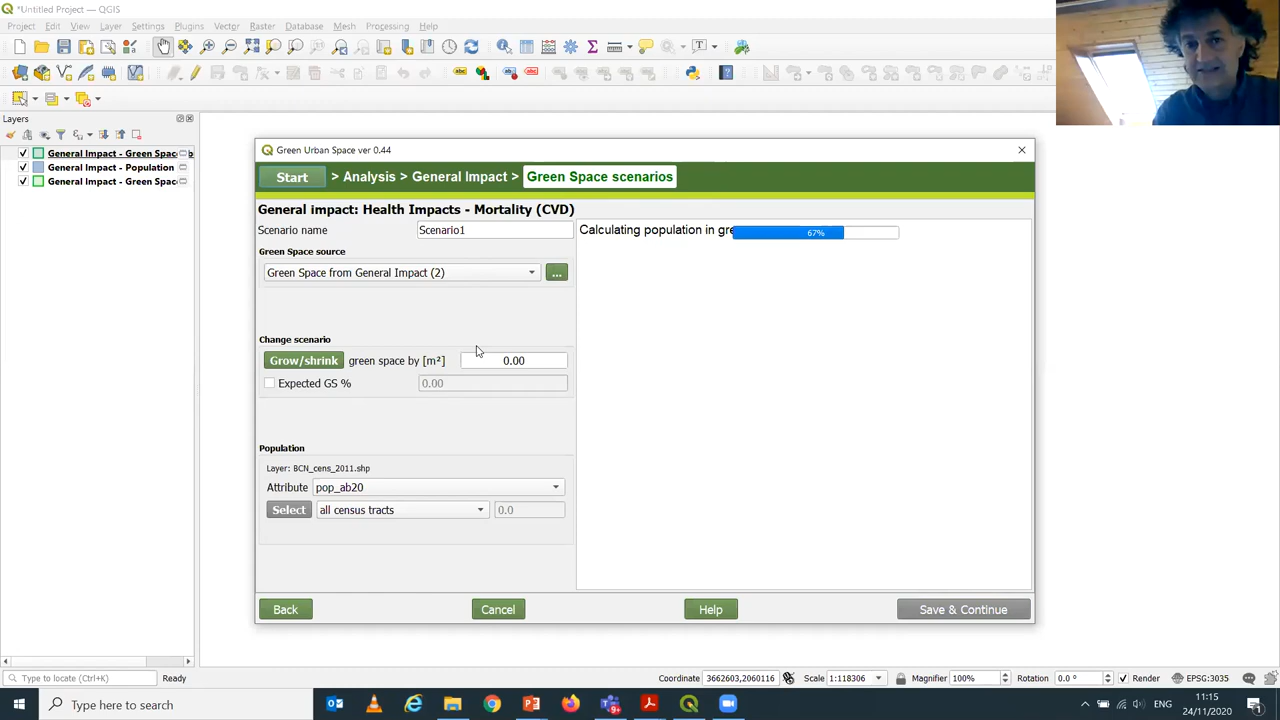 *Untitled Project — QGIS
Project Edit View Layer Settings Plugins Vector Raster Database Web Mesh Processing Help
Layers
General Impact - Green Spac
General Impact - Population
General Impact - Green Spac
Green Urban Space ver 0.44
Start > Analysis > General Impact > Green Space scenarios
General impact: Health Impacts - Mortality (CVD)
Scenario name Scenario1
Calculating population in gre
67%
Green Space source
Green Space from General Impact (2) ...
Change scenario
Grow/shrink green space by [m²] 0.00
Expected GS % 0.00
Population
Layer: BCN_cens_2011.shp
Attribute pop_ab20
Select all census tracts 0.0
Back Cancel Help Save & Continue
Type to locate (Ctrl+K) Ready Coordinate 3662603,2060116 Scale 1:118306 Magnifier 100% Rotation 0.0 ° Render EPSG:3035
Type here to search
ENG
11:15
24/11/2020